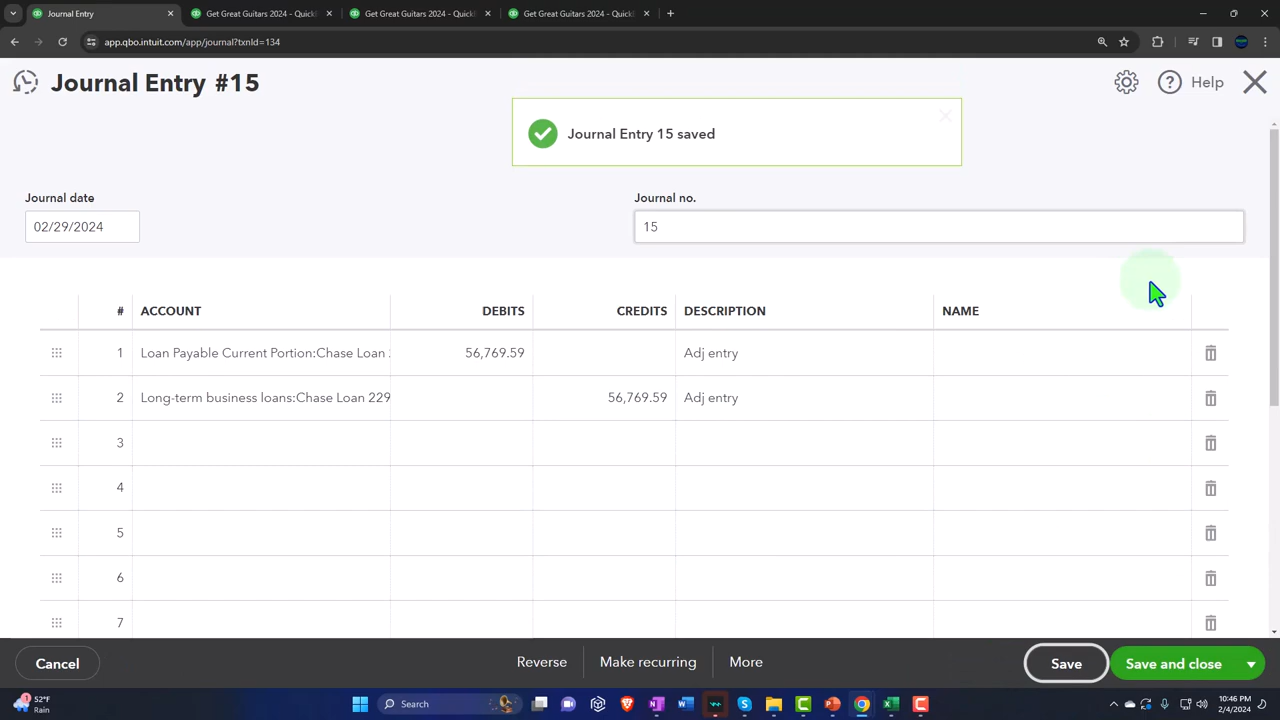 Journal Entry
Get Great Guitars 2024 - QuickB
Get Great Guitars 2024 - QuickB
Get Great Guitars 2024 - QuickB
app.qbo.intuit.com/app/journal?txnId=134
Journal Entry #15
Help
Journal Entry 15 saved
Journal date
Journal no.
02/29/2024
15
# ACCOUNT DEBITS CREDITS DESCRIPTION NAME
1 Loan Payable Current Portion:Chase Loan 56,769.59 Adj entry
2 Long-term business loans:Chase Loan 229 56,769.59 Adj entry
3
4
5
6
7
Cancel Reverse Make recurring More Save Save and close
52°F
Rain
Search
10:46 PM
2/4/2024